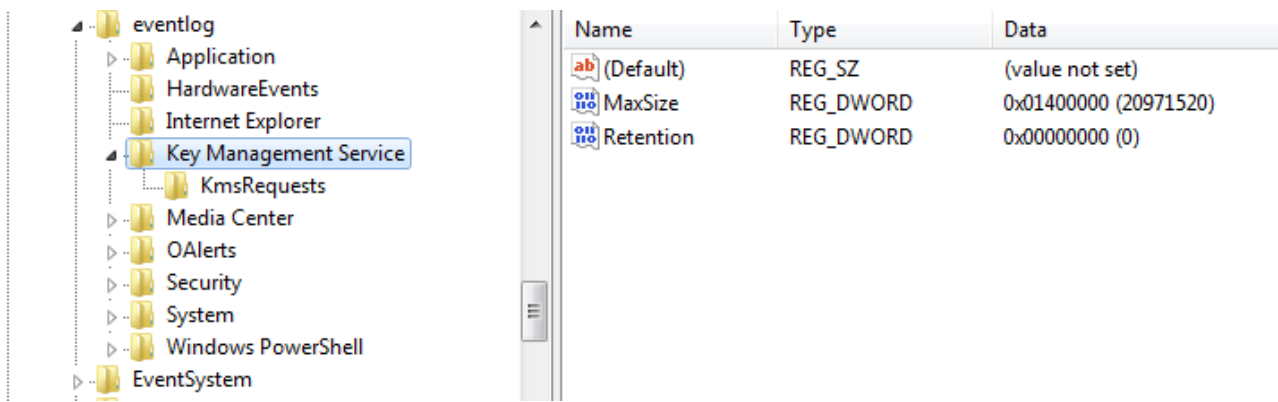 eventlog
Application
HardwareEvents
Internet Explorer
Key Management Service
KmsRequests
Media Center
OAlerts
Security
System
Windows PowerShell
EventSystem
Name Type Data
(Default) REG_SZ (value not set)
MaxSize REG_DWORD 0x01400000 (20971520)
Retention REG_DWORD 0x00000000 (0)